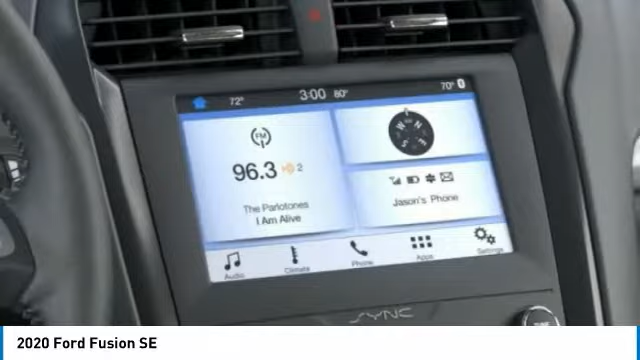 72° 3:00 80° 70°
FM
96.3 2
The Parlotones
I Am Alive
N
W
S
E
Jason's Phone
Audio Climate Phone Apps Settings
SYNC
2020 Ford Fusion SE